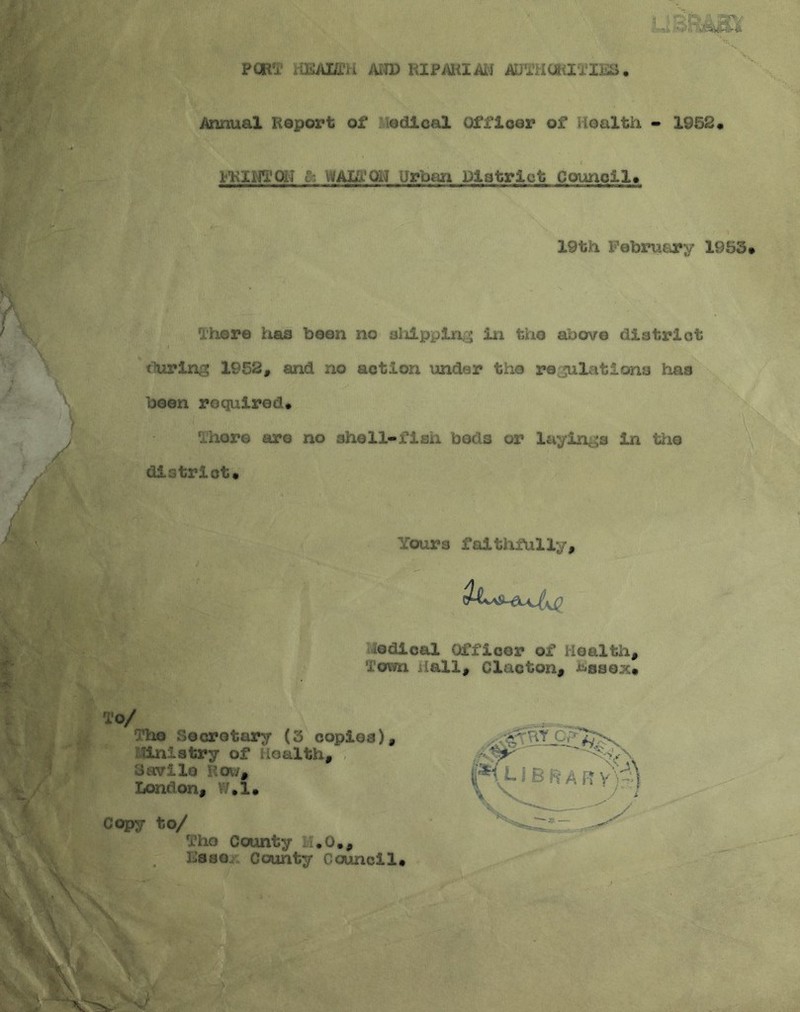 LIBRARY
PORT HEALTH AND RIPARIAN AUTHORITIES.
Annual Report of Medical Officer of Health - 1952.
FRINTON & WALTON Urban District Council.
19th February 1953.
There has been no shipping in the above district
during 1952, and no action under the regulations has
been required.
There are no shell-fish beds or layings in the
district.
Yours faithfully,
Medical Officer of Health,
Town Hall, Clacton, Essex.
To/
The Secretary (3 copies),
Ministry of Health,
Savile Row,
London, W.1.
MINISTRY OF HEALTH
LIBRARY
Copy to/
The County M.O.,
Essex County Council.